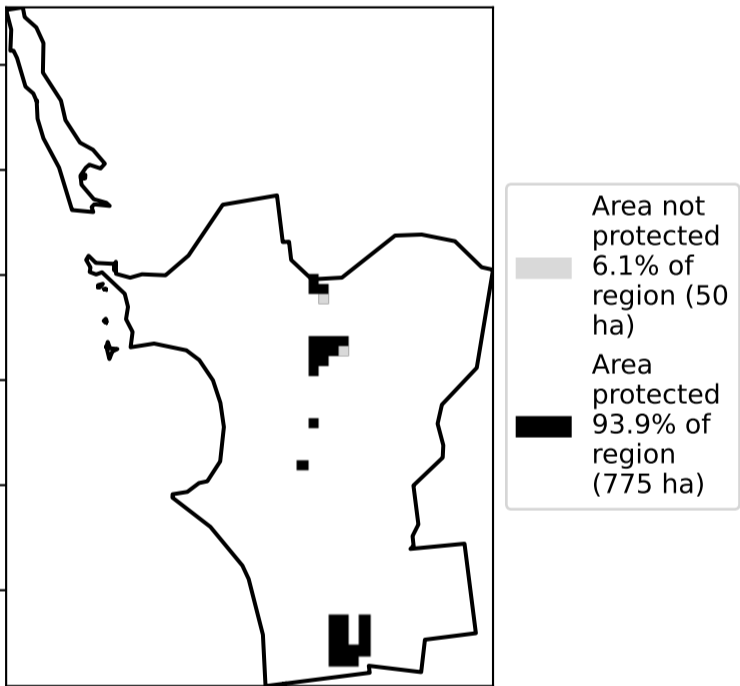 Area not
protected
6.1% of
region (50
ha)
Area
protected
93.9% of
region
(775 ha)